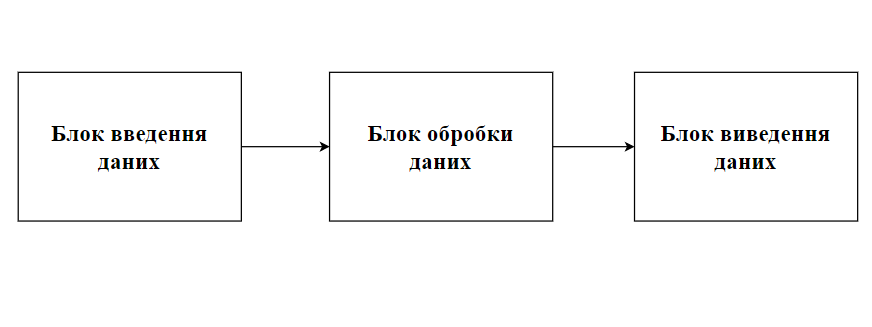 Блок введення
даних
Блок обробки
даних
Блок виведення
даних